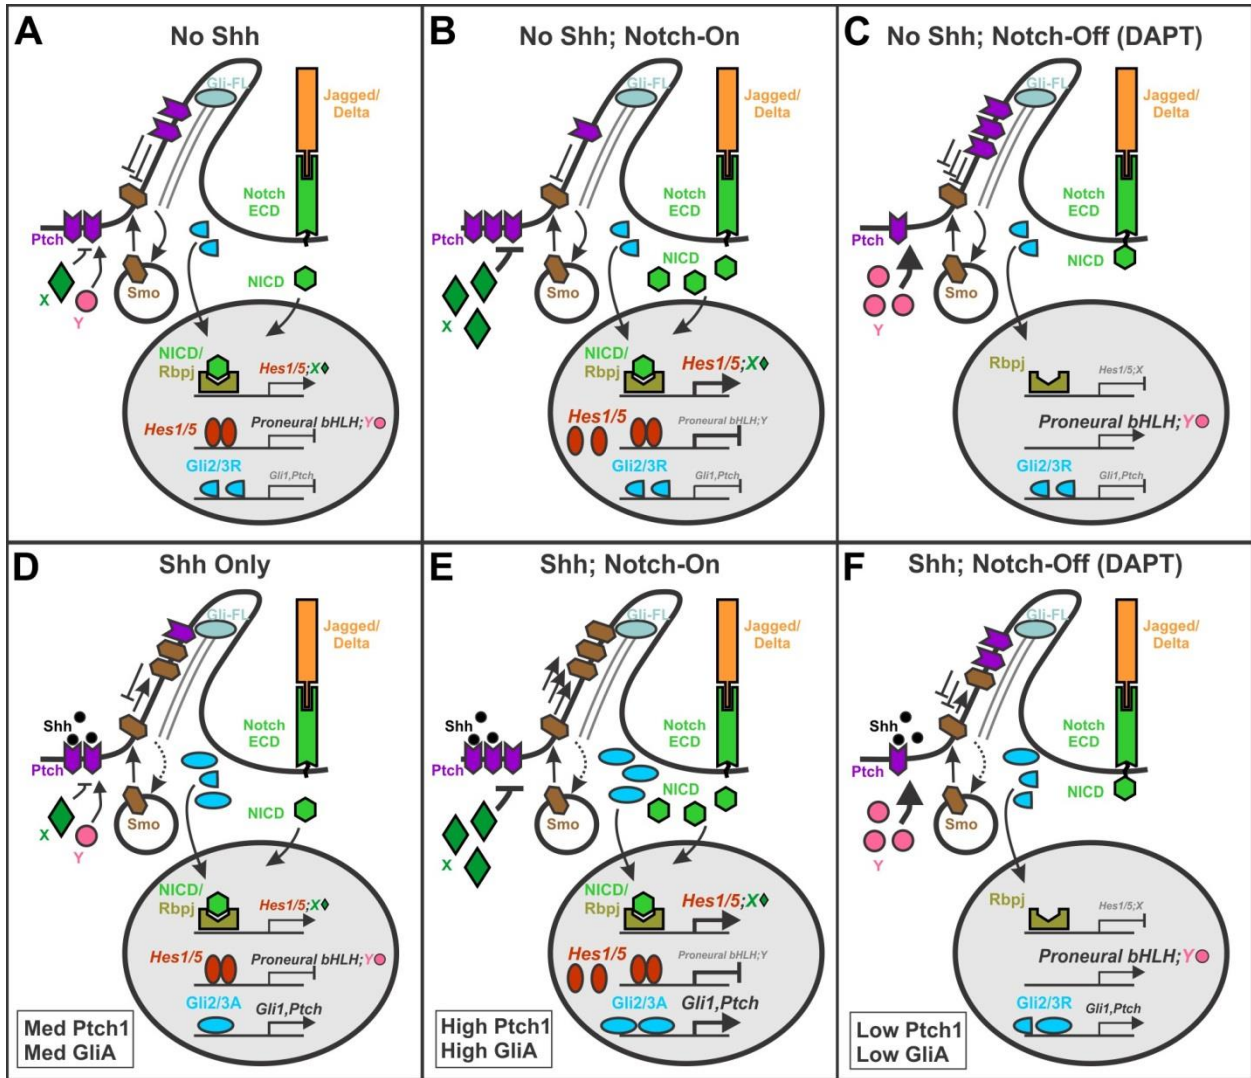 A
No Shh
Gli-FL
Jagged/
Delta
Notch
ECD
Ptch
X
Y
Smo
NICD
NICD/
Rbpj
Hes1/5;X
Hes1/5
Proneural bHLH;Y
Gli2/3R
Gli1,Ptch
B
No Shh; Notch-On
Gli-FL
Jagged/
Delta
Notch
ECD
Ptch
NICD
X
Smo
NICD/
Rbpj
Hes1/5;X
Hes1/5
Proneural bHLH;Y
Gli2/3R
Gli1,Ptch
C
No Shh; Notch-Off (DAPT)
Gli-FL
Jagged/
Delta
Notch
ECD
Ptch
NICD
Y
Smo
Rbpj
Hes1/5;X
Proneural bHLH;Y
Gli2/3R
Gli1,Ptch
D
Shh Only
Gli-FL
Jagged/
Delta
Shh
Notch
ECD
Ptch
X
Y
Smo
NICD
NICD/
Rbpj
Hes1/5;X
Hes1/5
Proneural bHLH;Y
Gli2/3A
Gli1,Ptch
Med Ptch1
Med GliA
E
Shh; Notch-On
Gli-FL
Jagged/
Delta
Shh
Notch
ECD
Ptch
NICD
X
Smo
NICD/
Rbpj
Hes1/5;X
Hes1/5
Proneural bHLH;Y
Gli2/3A
Gli1,Ptch
High Ptch1
High GliA
F
Shh; Notch-Off (DAPT)
Gli-FL
Jagged/
Delta
Shh
Notch
ECD
Ptch
NICD
Y
Smo
Rbpj
Hes1/5;X
Proneural bHLH;Y
Gli2/3R
Gli1,Ptch
Low Ptch1
Low GliA